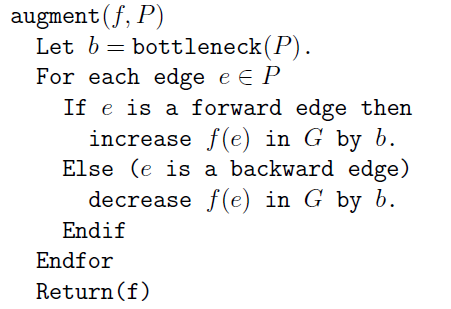 augment(f, P)
Let b = bottleneck(P).
For each edge e ∈ P
If e is a forward edge then
increase f(e) in G by b.
Else (e is a backward edge)
decrease f(e) in G by b.
Endif
Endfor
Return(f)